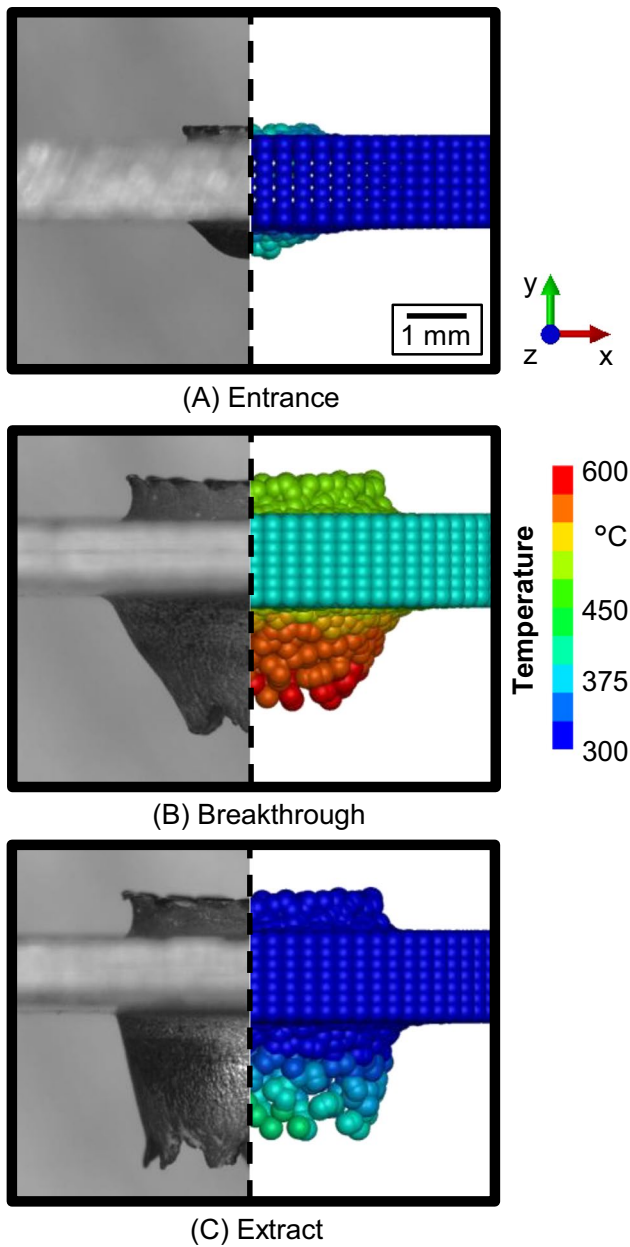 1 mm
y
z
x
(A) Entrance
600
°C
450
375
300
Temperature
(B) Breakthrough
(C) Extract